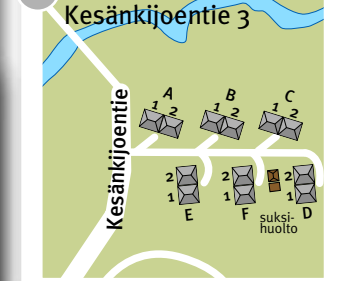 Kesänkijoentie 3
Kesänkijoentie
A
1 2
B
1 2
C
1 2
2
1
E
2
1
F
suksi-
huolto
2
1
D